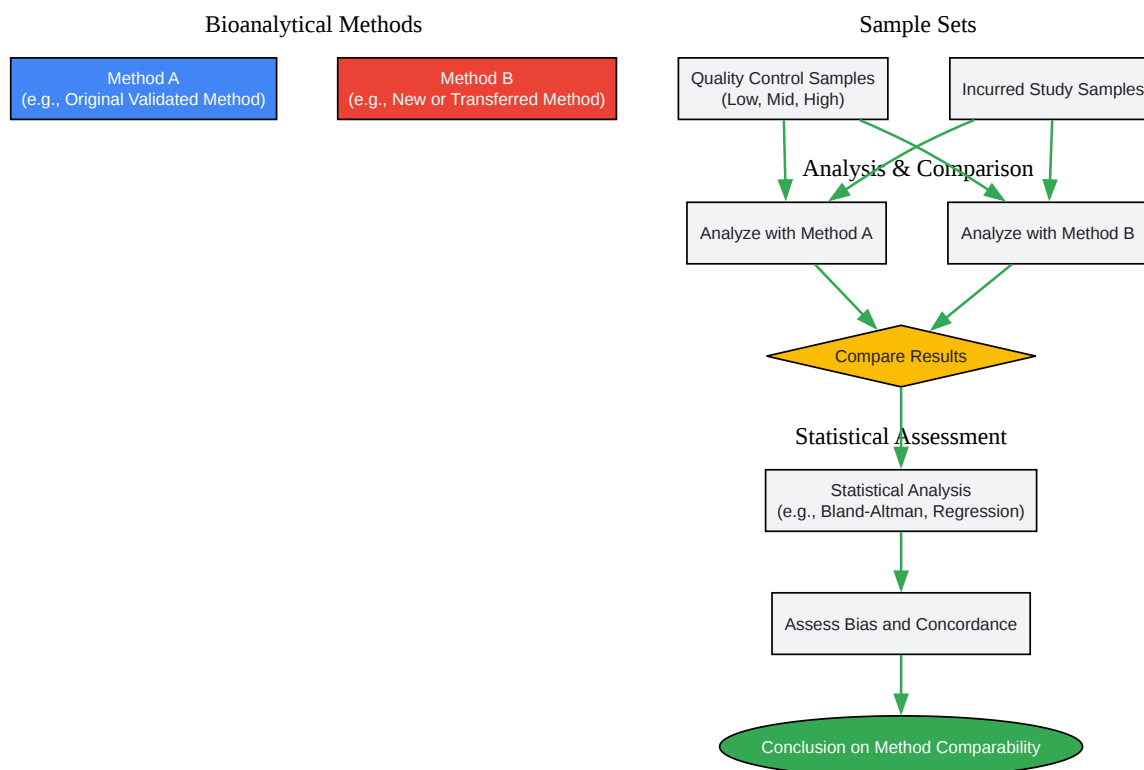 Bioanalytical Methods
Sample Sets
Method A
(e.g., Original Validated Method)
Method B
(e.g., New or Transferred Method)
Quality Control Samples
(Low, Mid, High)
Incurred Study Samples
Analysis & Comparison
Analyze with Method A
Analyze with Method B
Compare Results
Statistical Assessment
Statistical Analysis
(e.g., Bland-Altman, Regression)
Assess Bias and Concordance
Conclusion on Method Comparability